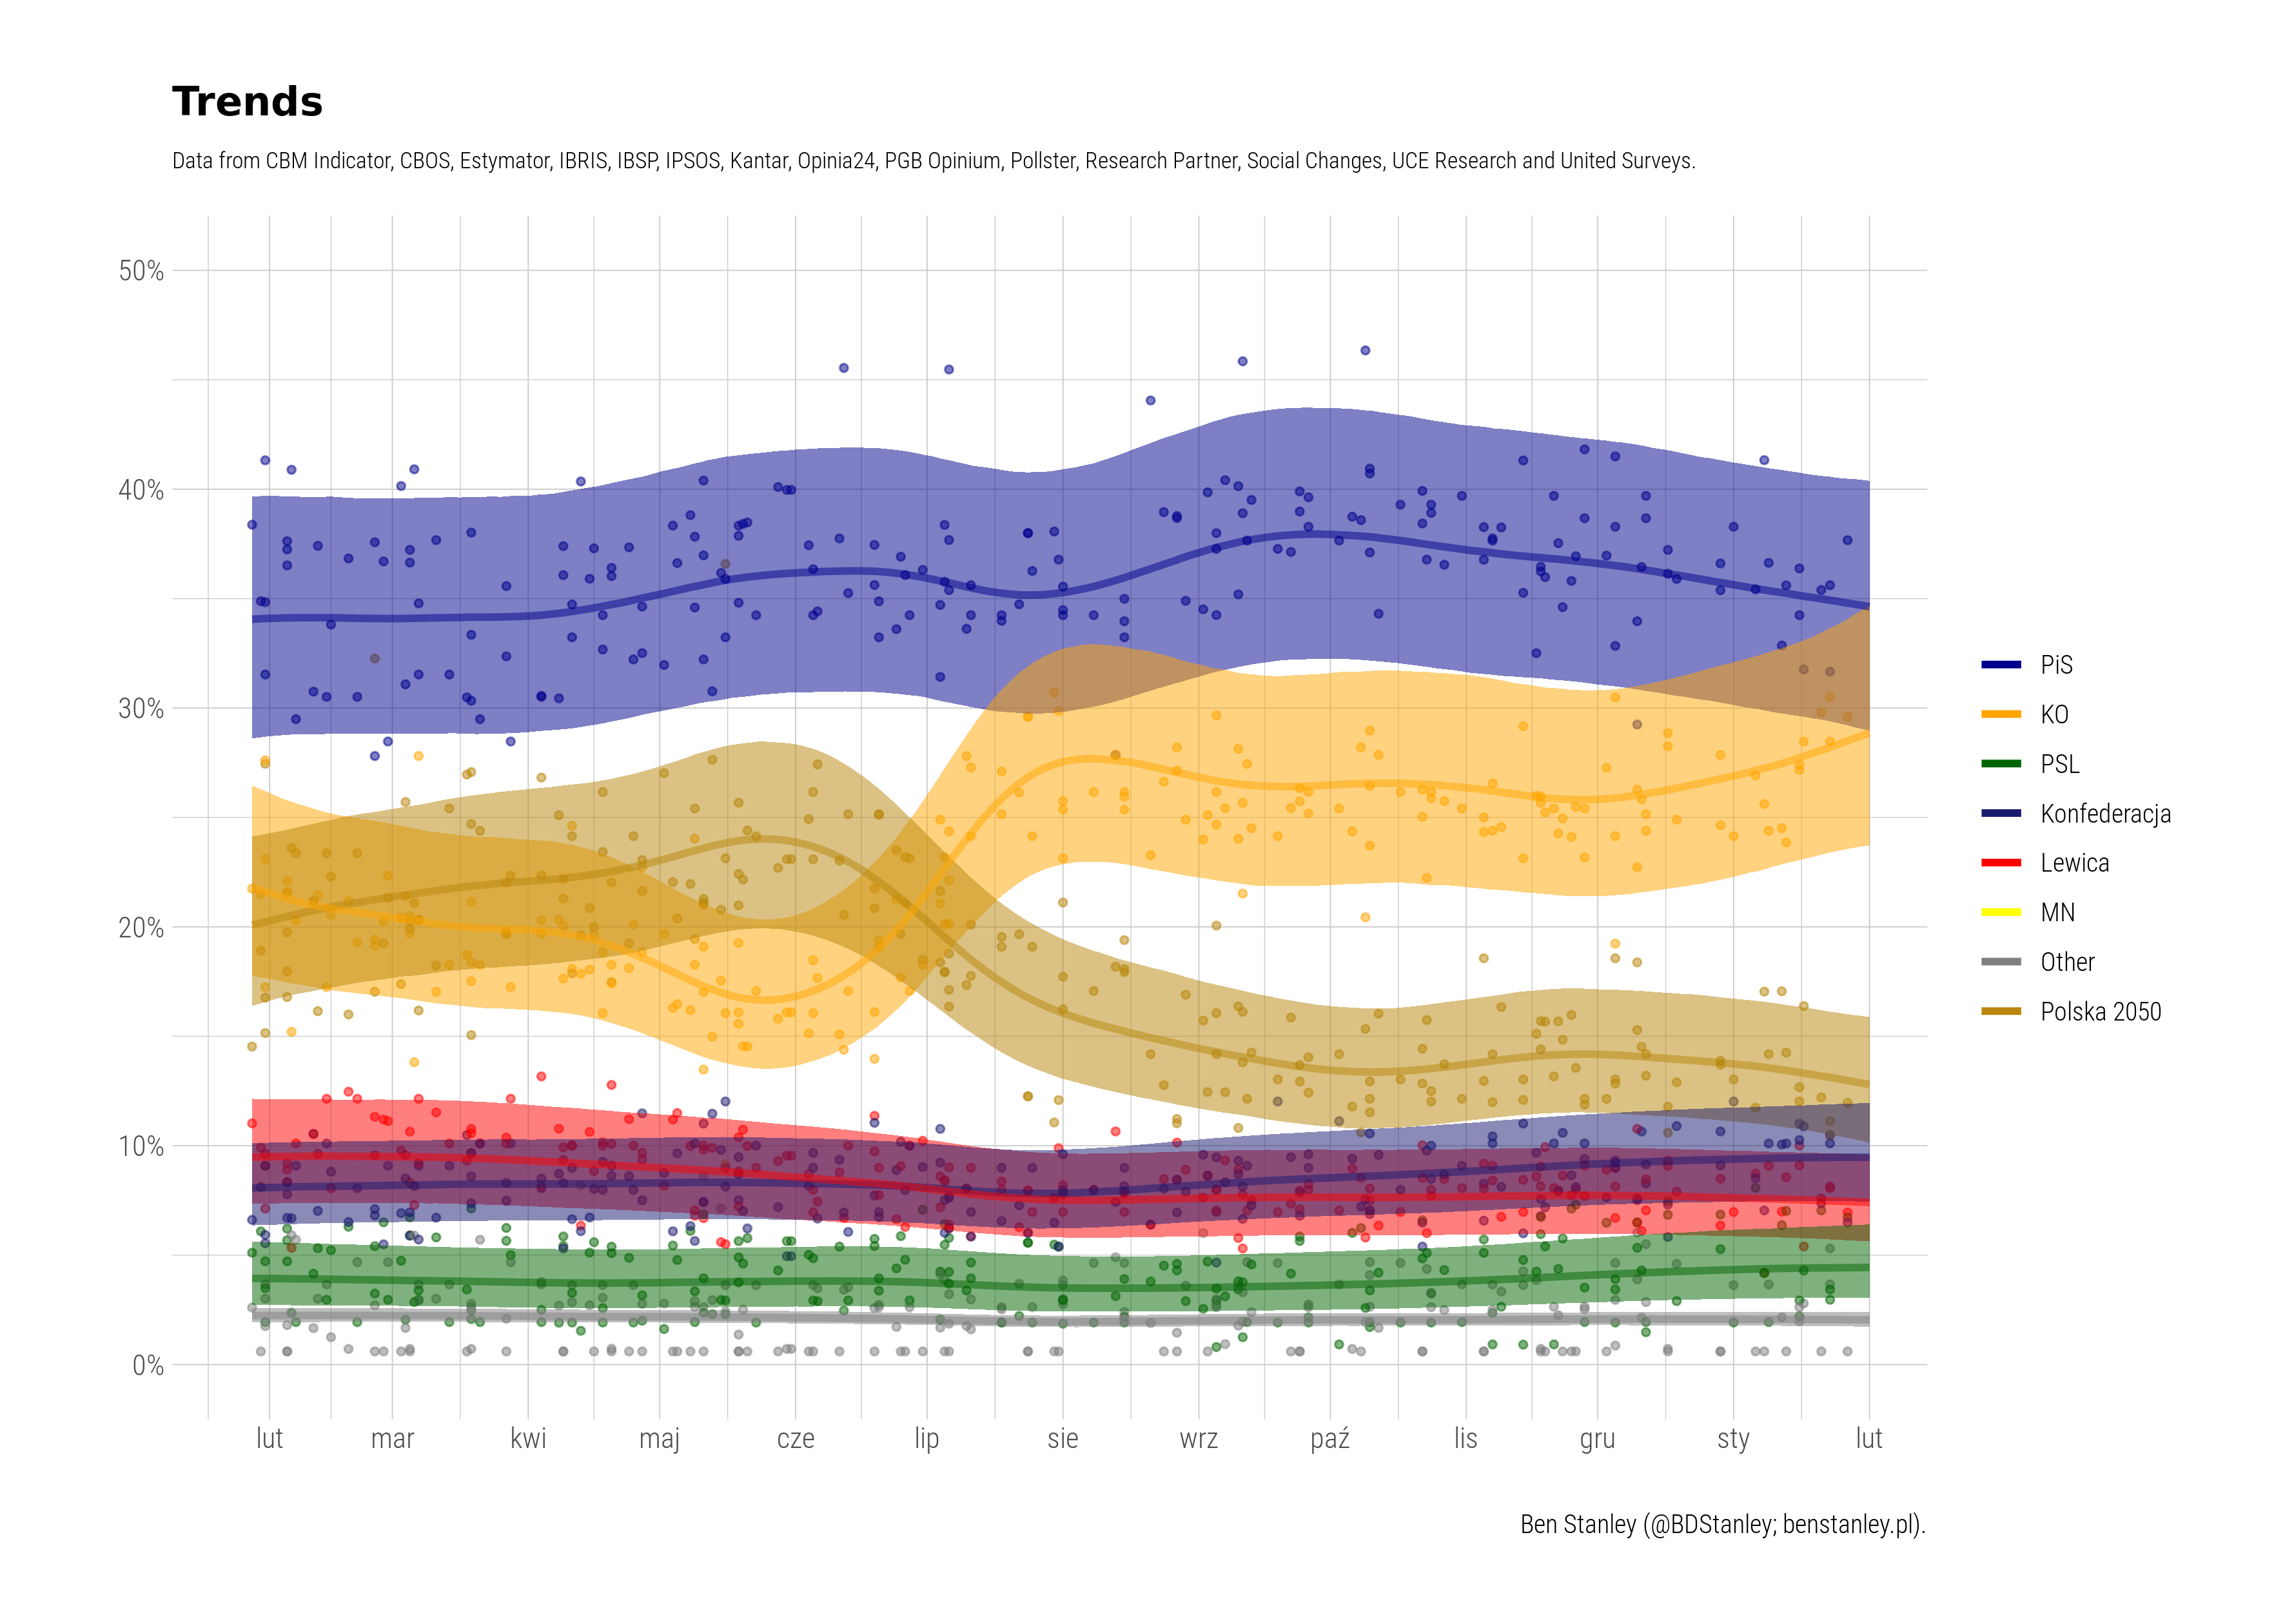 Trends
Data from CBM Indicator, CBOS, Estymator, IBRIS, IBSP, IPSOS, Kantar, Opinia24, PGB Opinium, Pollster, Research Partner, Social Changes, UCE Research and United Surveys.
50%
40%
30%
20%
10%
0%
lut mar kwi maj cze lip sie wrz paź lis gru sty lut
PiS
KO
PSL
Konfederacja
Lewica
MN
Other
Polska 2050
Ben Stanley (@BDStanley; benstanley.pl).